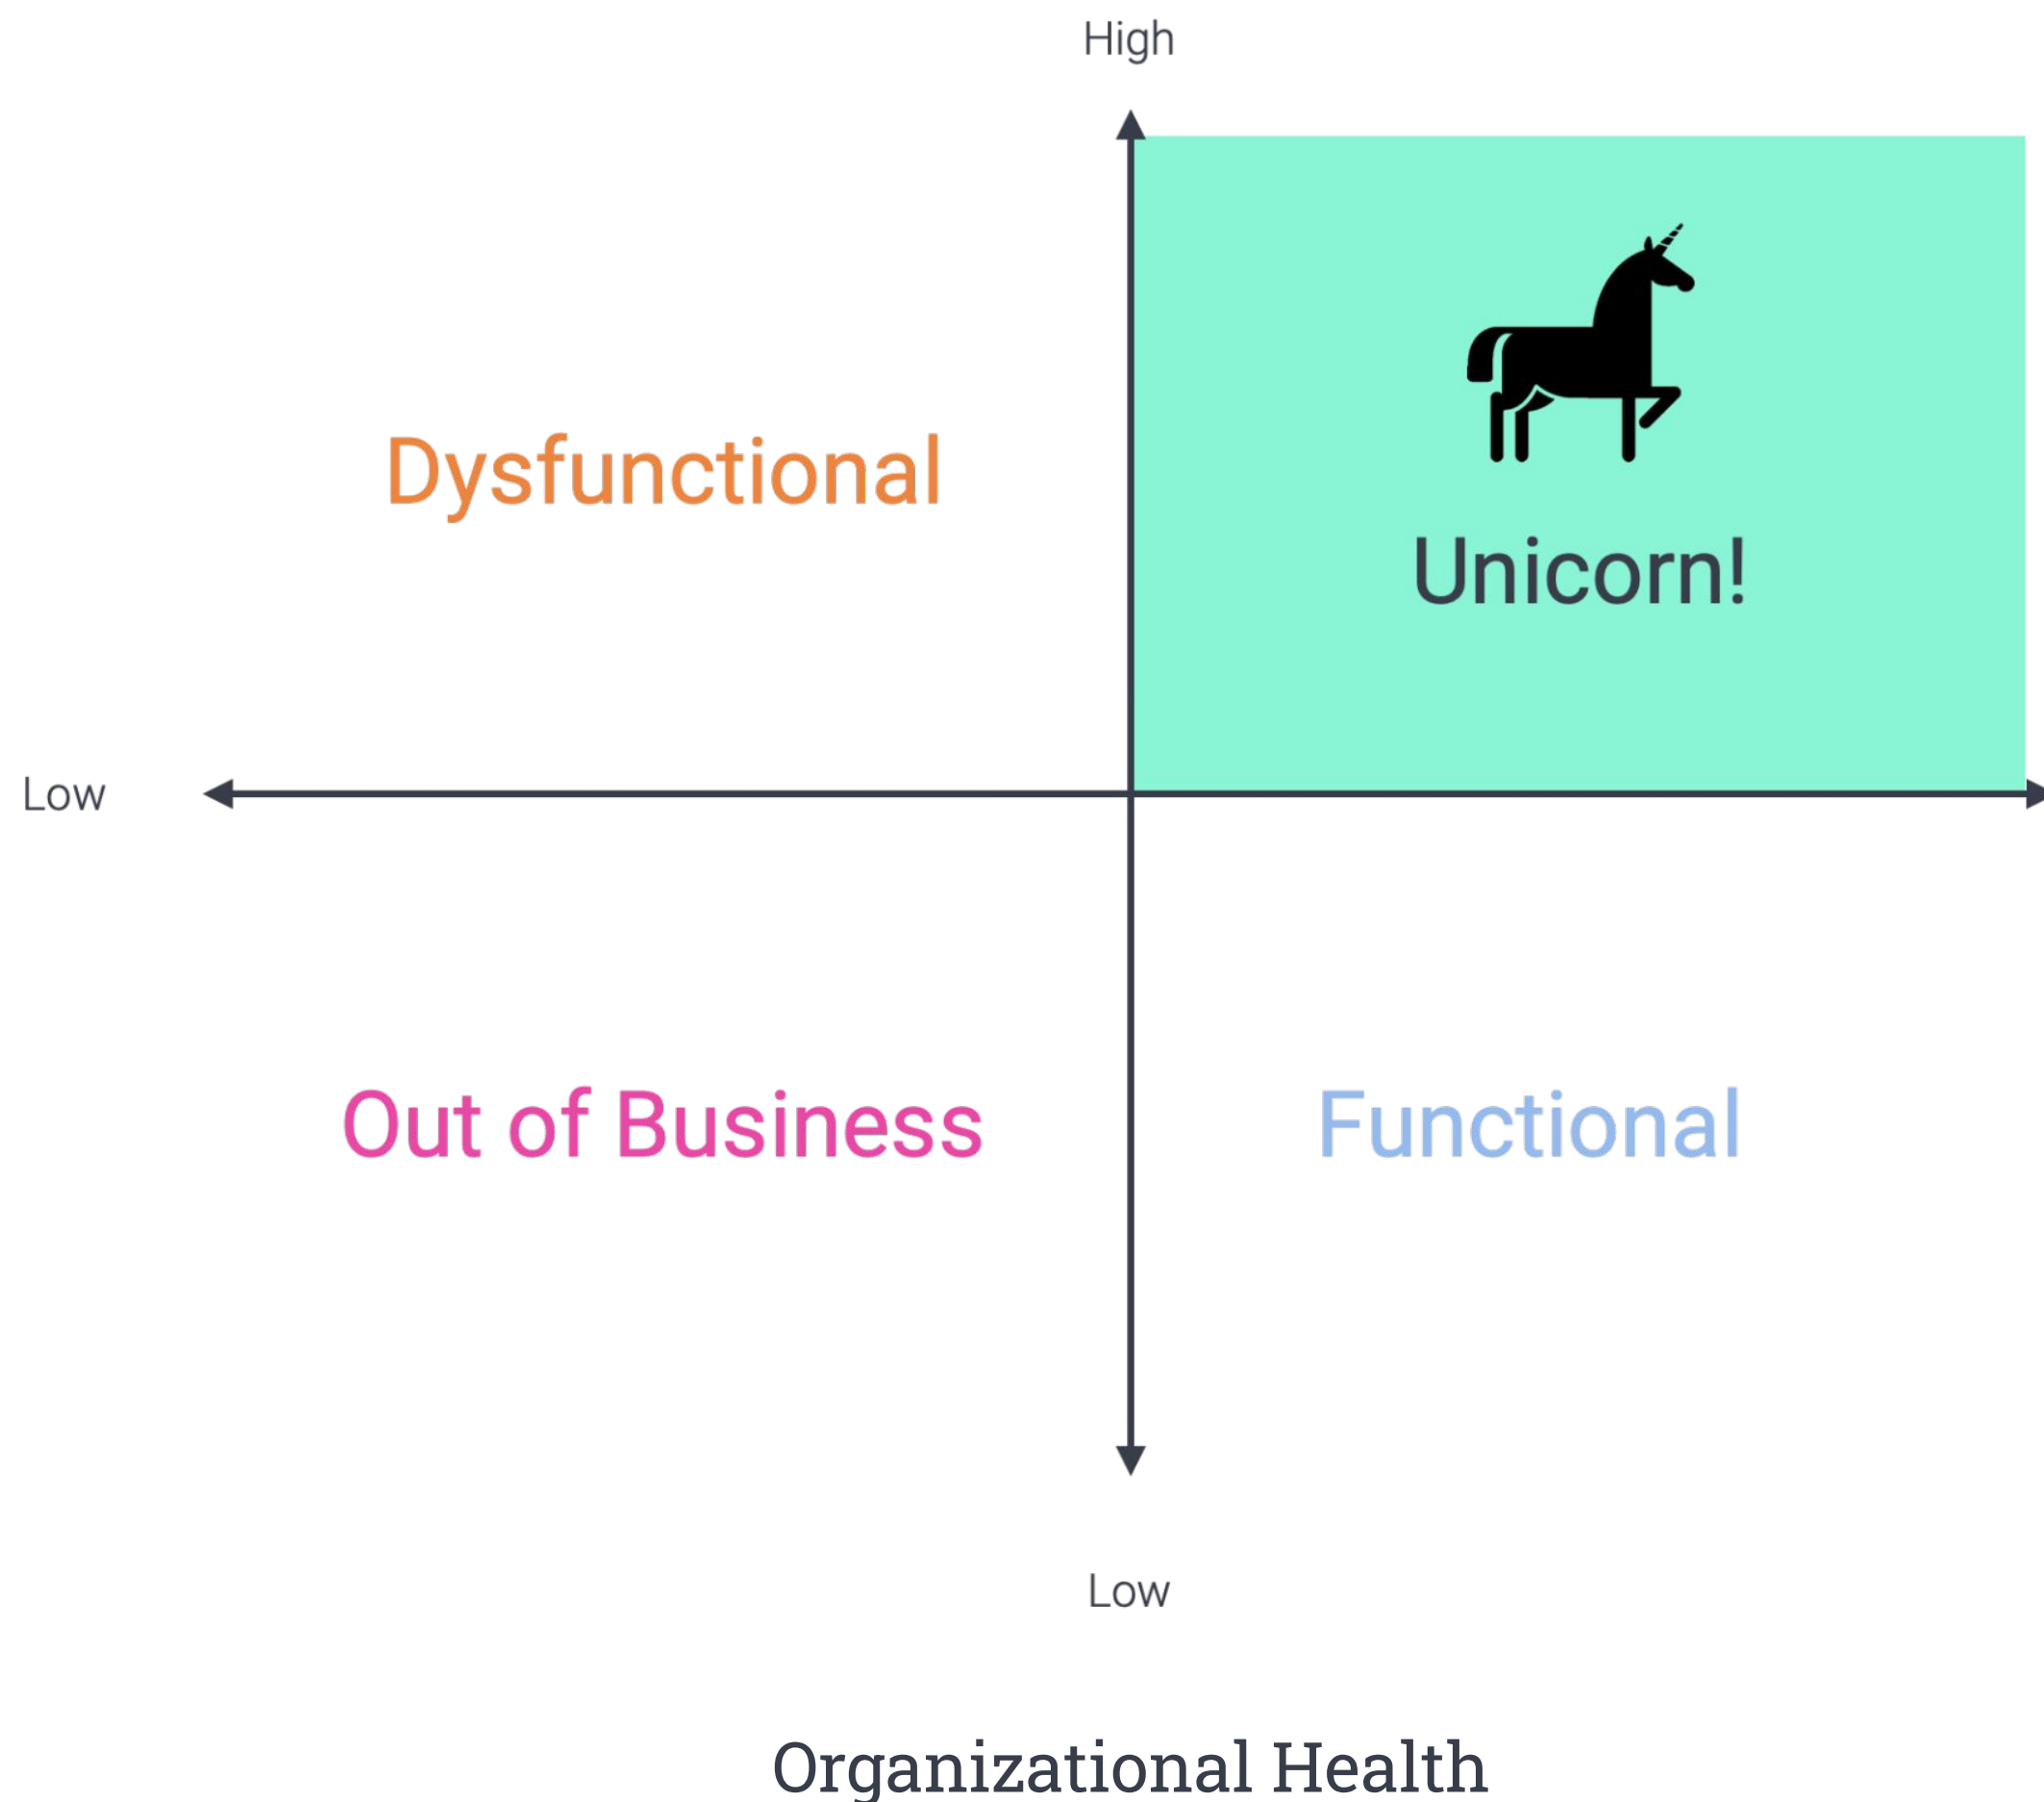 High
Dysfunctional
Unicorn!
Low
Out of Business
Functional
Low
Organizational Health